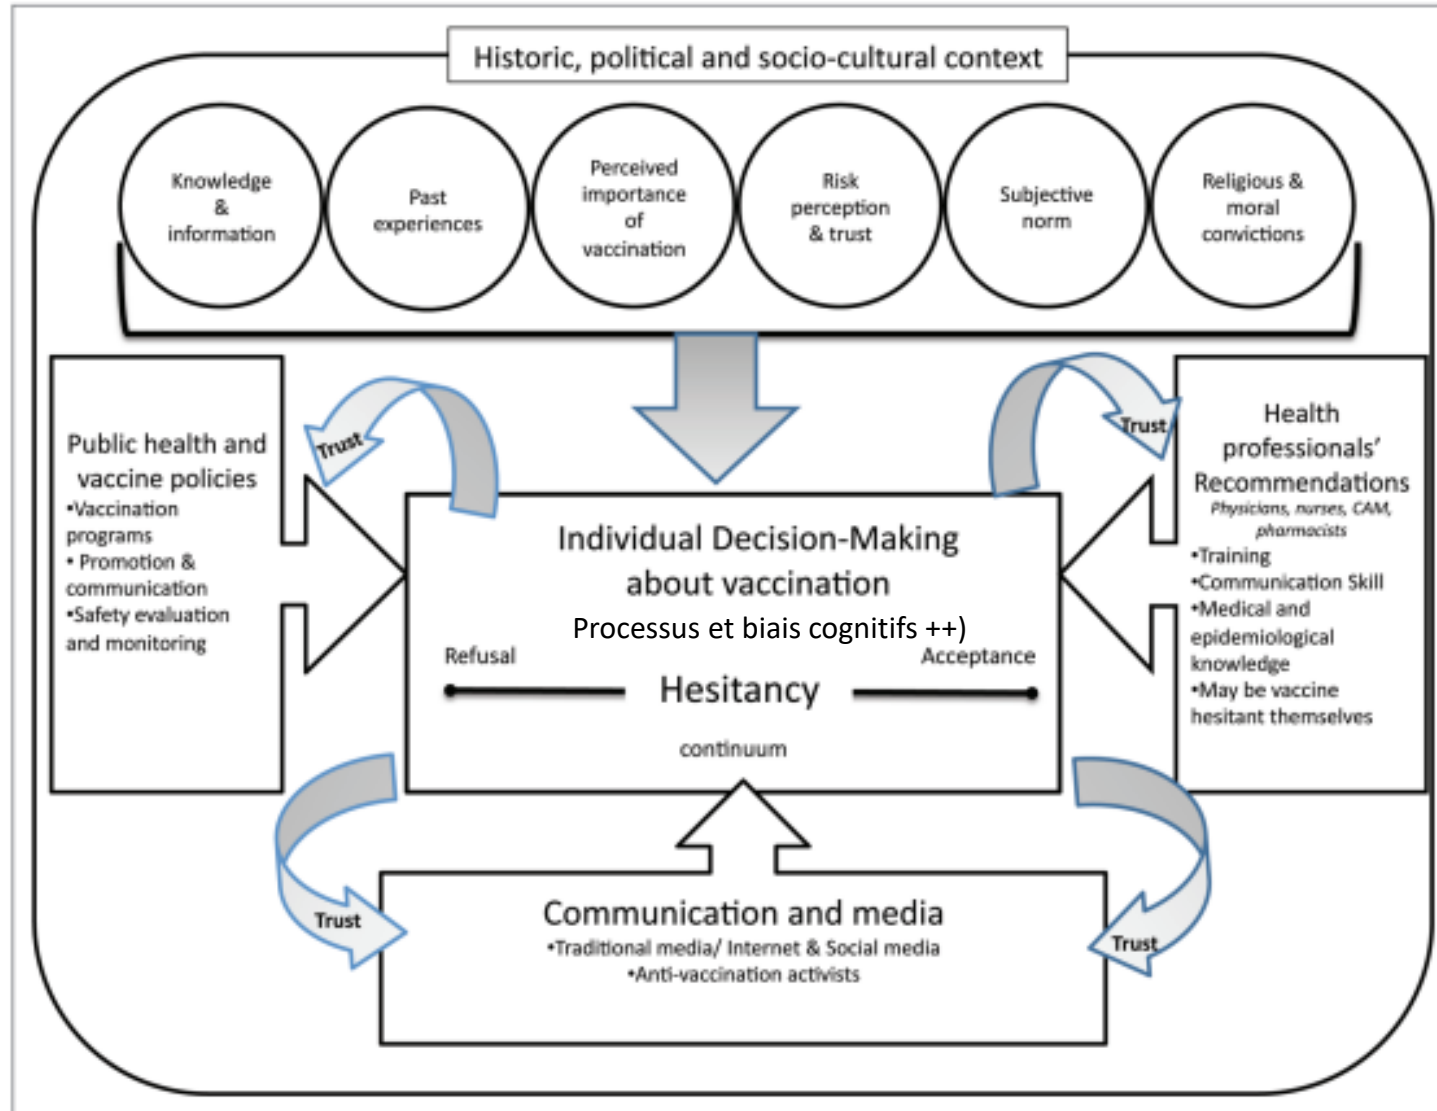 Historic, political and socio-cultural context
Knowledge
&
information
Past
experiences
Perceived
importance
of
vaccination
Risk
perception
& trust
Subjective
norm
Religious &
moral
convictions
Public health and
vaccine policies
•Vaccination
programs
• Promotion &
communication
•Safety evaluation
and monitoring
Trust
Trust
Health
professionals’
Recommendations
Physicians, nurses, CAM,
pharmacists
•Training
•Communication Skill
•Medical and
epidemiological
knowledge
•May be vaccine
hesitant themselves
Individual Decision-Making
about vaccination
Processus et biais cognitifs ++)
Refusal
Acceptance
Hesitancy
continuum
Trust
Trust
Communication and media
•Traditional media/ Internet & Social media
•Anti-vaccination activists